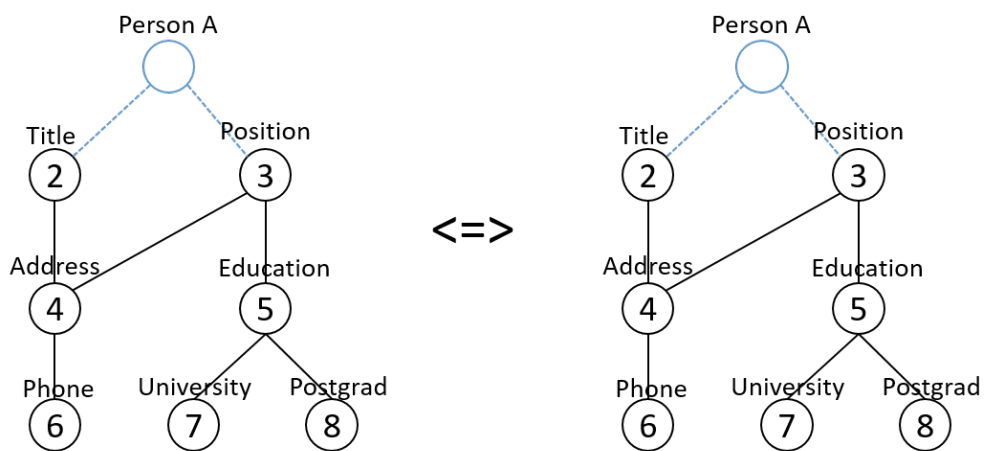 Person A Person A
Title Position Title Position
2 3 2 3
<=>
Address Education Address Education
4 5 4 5
Phone University Postgrad Phone University Postgrad
6 7 8 6 7 8